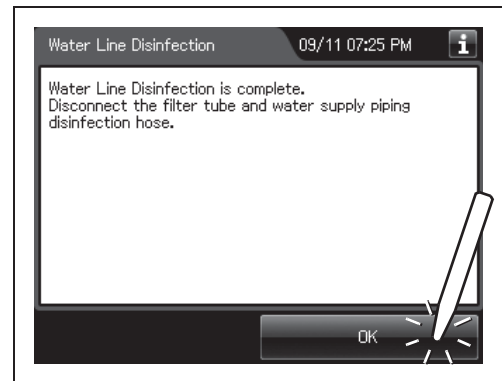 Water Line Disinfection
09/11 07:25 PM
i
Water Line Disinfection is complete.
Disconnect the filter tube and water supply piping
disinfection hose.
OK